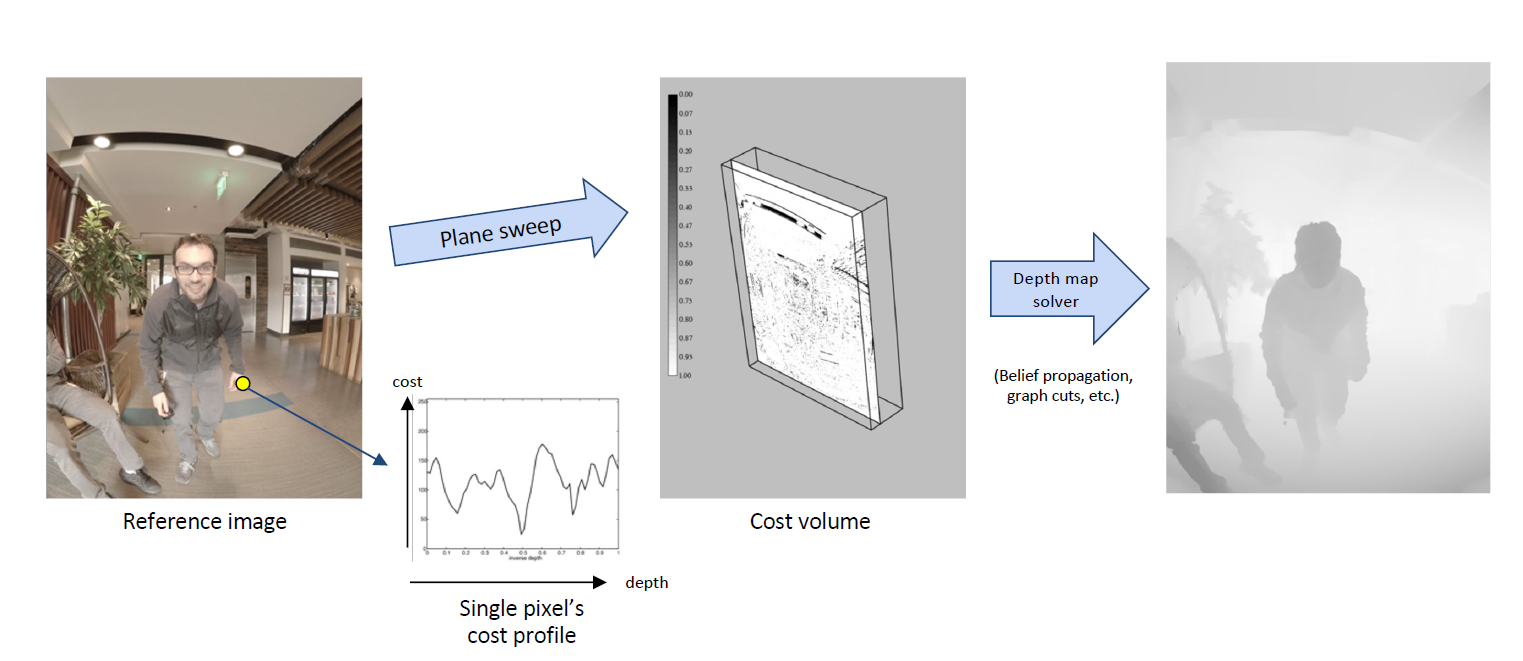 Plane sweep
0.00
0.07
0.13
0.20
0.27
0.33
0.40
0.47
0.53
0.60
0.67
0.73
0.80
0.87
0.93
1.00
Depth map
solver
(Belief propagation,
graph cuts, etc.)
cost
250
200
150
100
50
0
0 0.1 0.2 0.3 0.4 0.5 0.6 0.7 0.8 0.9 1
inverse depth
depth
Reference image
Cost volume
Single pixel’s
cost profile